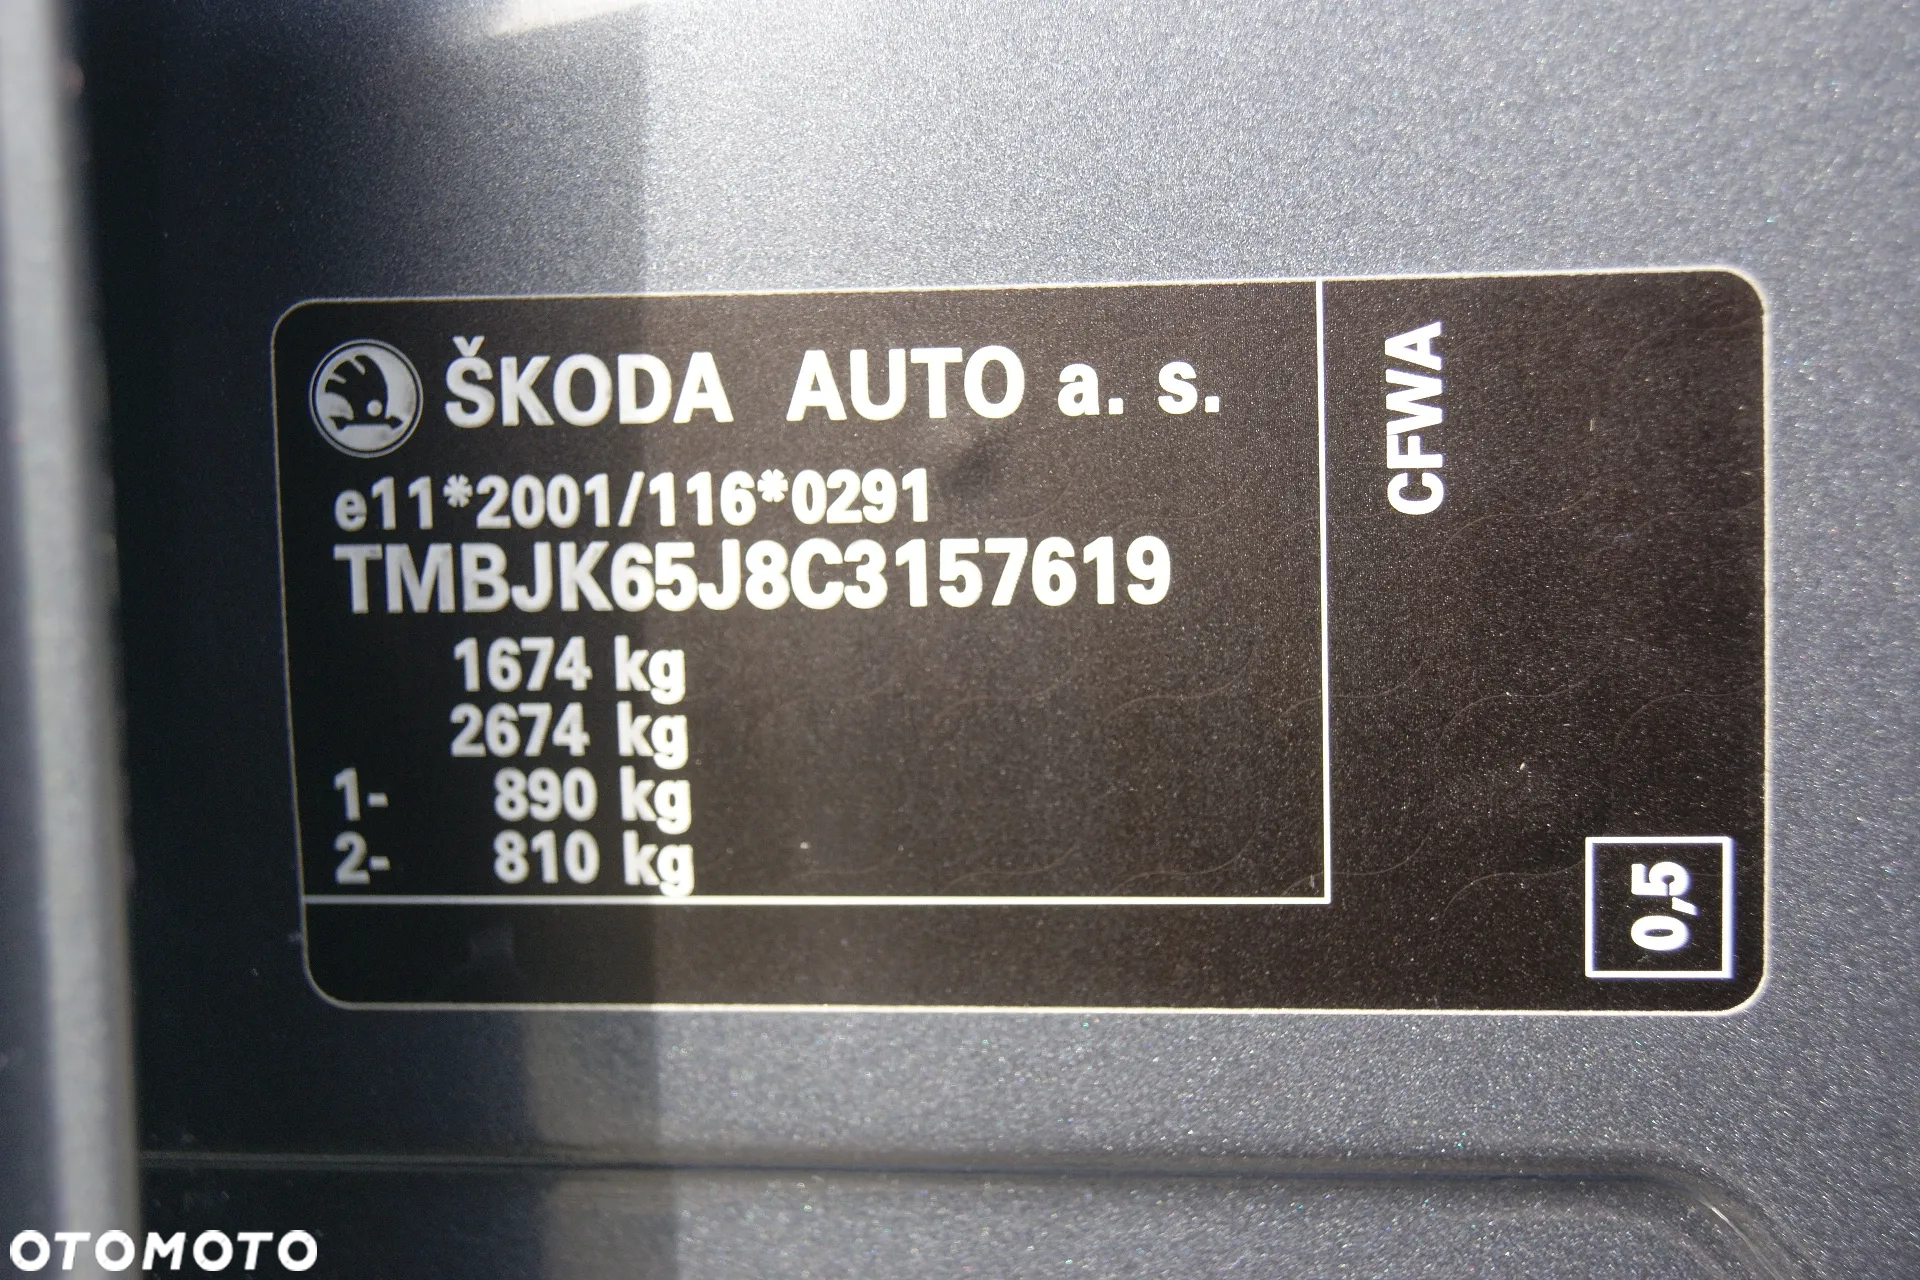 ŠKODA AUTO a. s.
e11*2001/116*0291
TMBJK65J8C3157619
1674 kg
2674 kg
1- 890 kg
2- 810 kg
CFWA
0,5
OTOMOTO